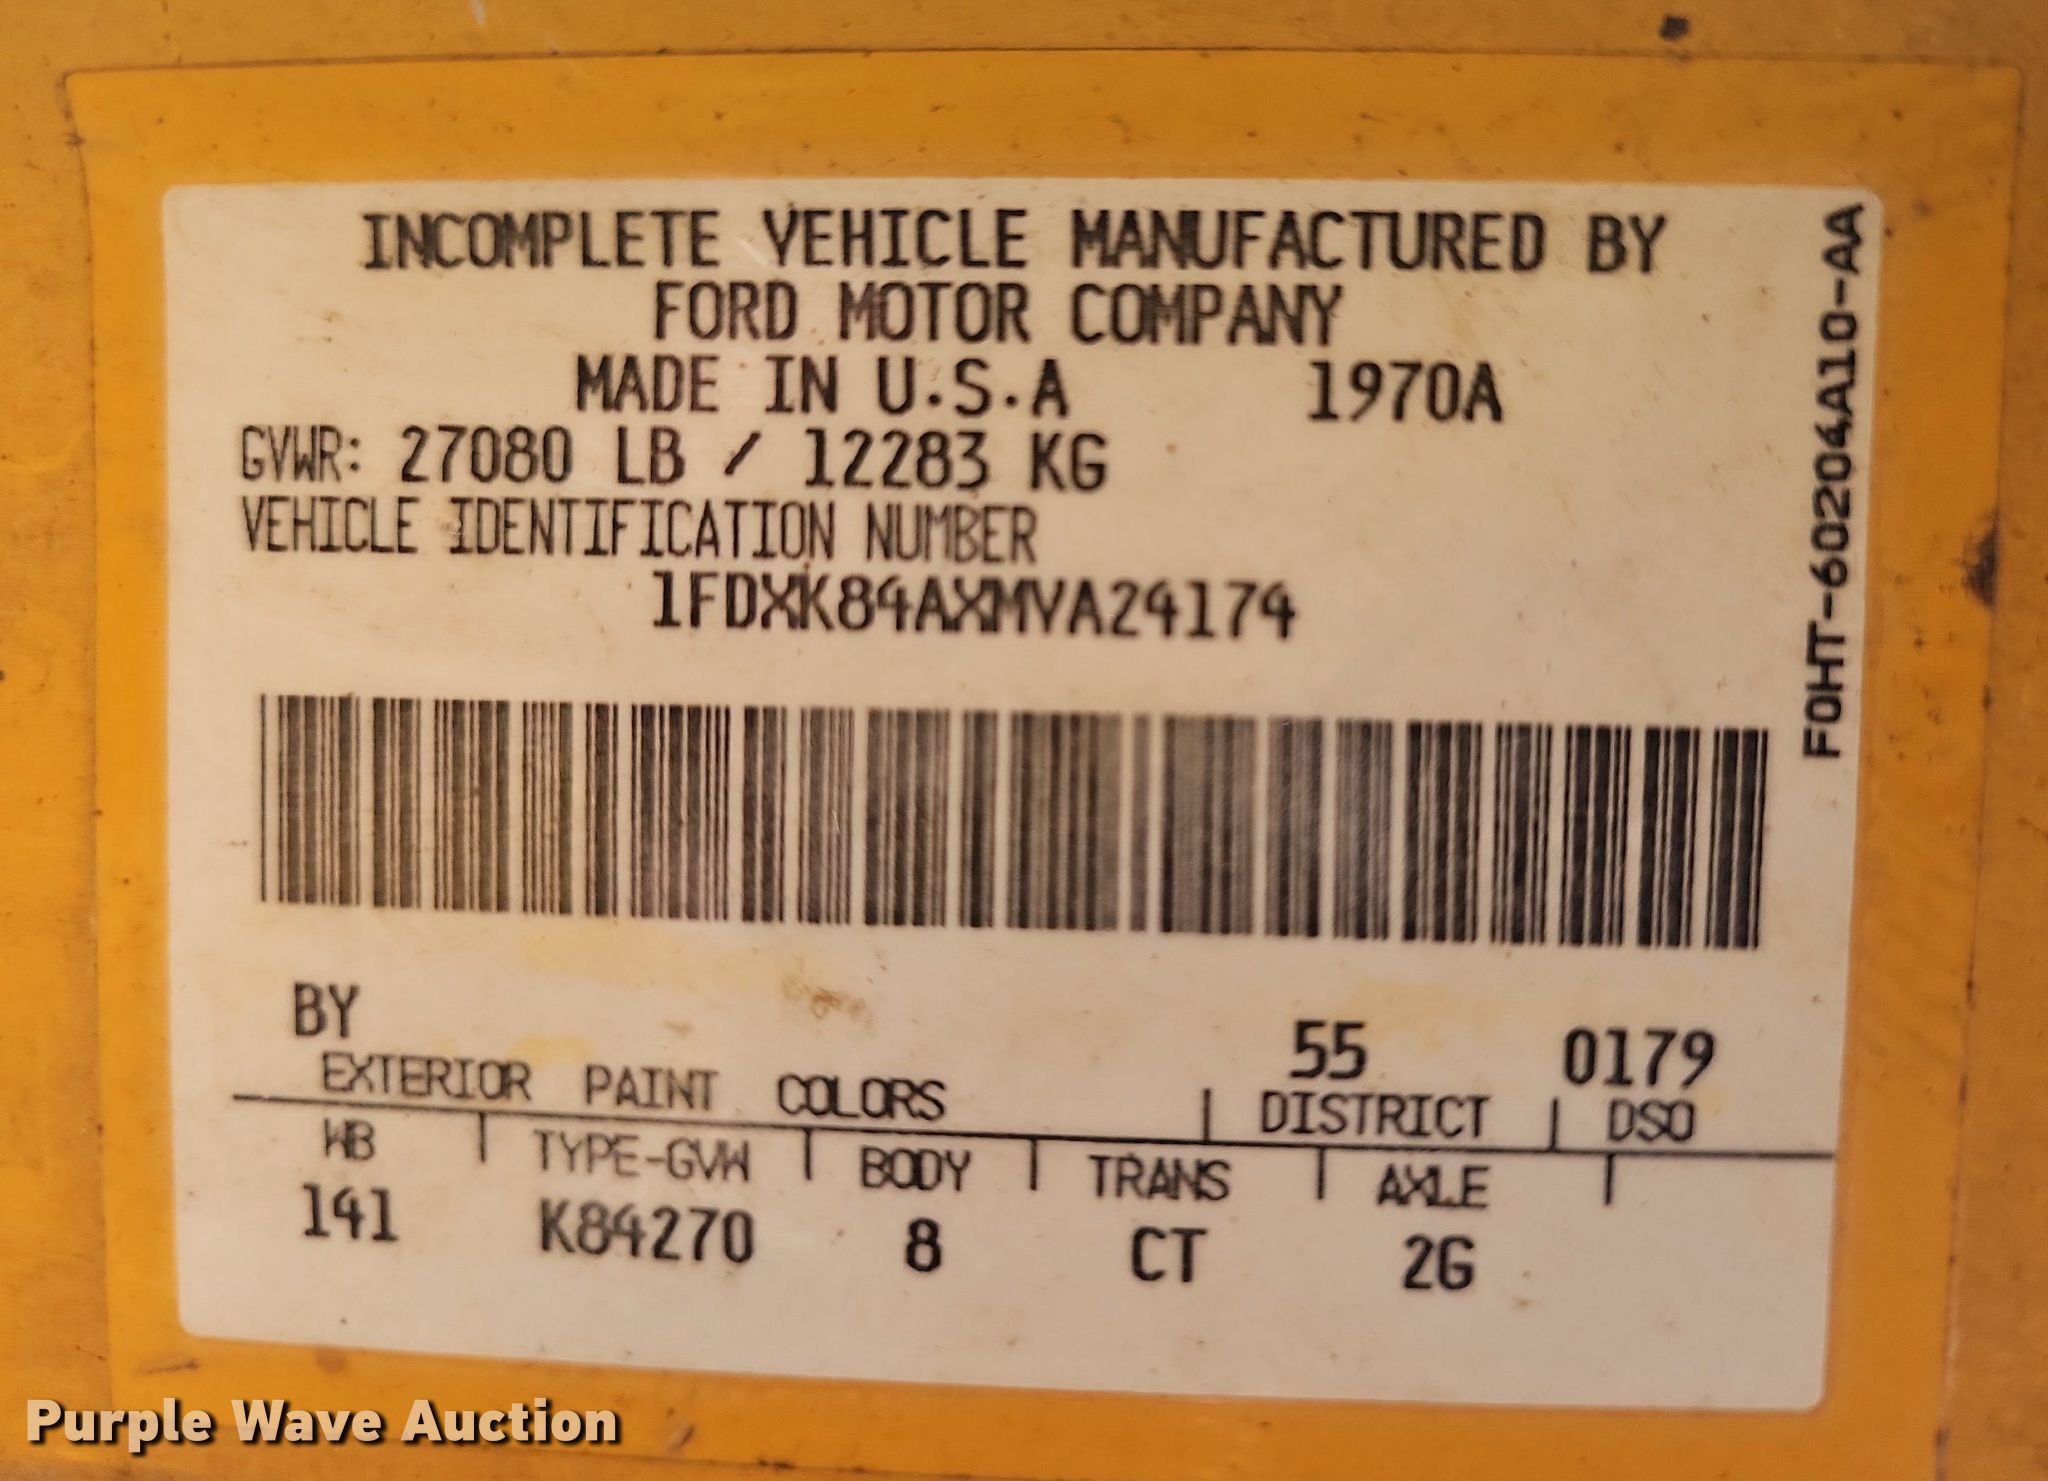 INCOMPLETE VEHICLE MANUFACTURED BY
FORD MOTOR COMPANY
MADE IN U.S.A 1970A
GVWR: 27080 LB / 12283 KG
VEHICLE IDENTIFICATION NUMBER
1FDXK84AXMVA24174
F0HT-60204A10-AA
BY 55 0179
EXTERIOR PAINT COLORS | DISTRICT | DSO
WB | TYPE-GVW | BODY | TRANS | AXLE |
141 K84270 8 CT 2G
Purple Wave Auction